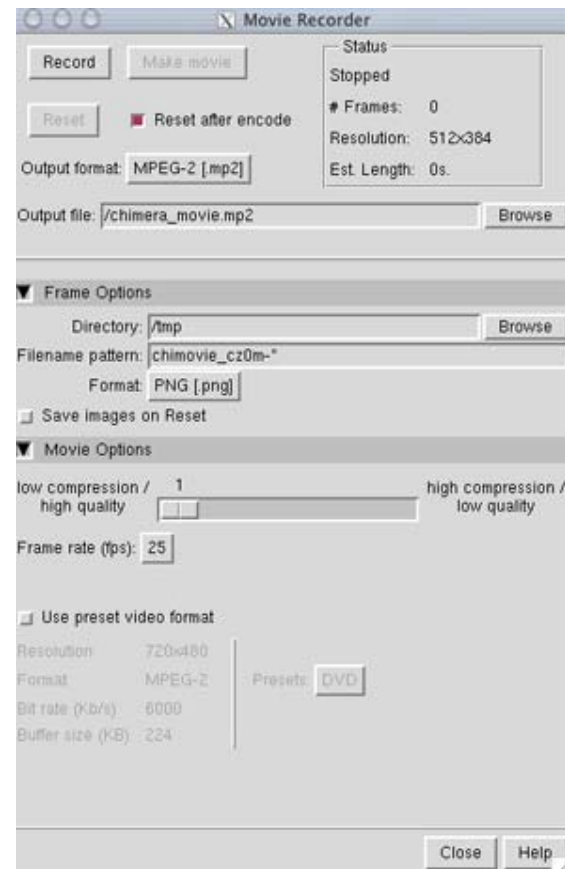 Movie Recorder
Record
Make movie
Reset
Reset after encode
Output format: MPEG-2 [.mp2]
Status
Stopped
# Frames: 0
Resolution: 512x384
Est. Length: 0s.
Output file: /chimera_movie.mp2 Browse
Frame Options
Directory: /tmp Browse
Filename pattern: chimovie_cz0m-*
Format: PNG [.png]
Save images on Reset
Movie Options
low compression /
high quality
1
high compression /
low quality
Frame rate (fps): 25
Use preset video format
Resolution 720x480
Format MPEG-2
Bit rate (Kb/s) 6000
Buffer size (KB) 224
Presets: DVD
Close Help